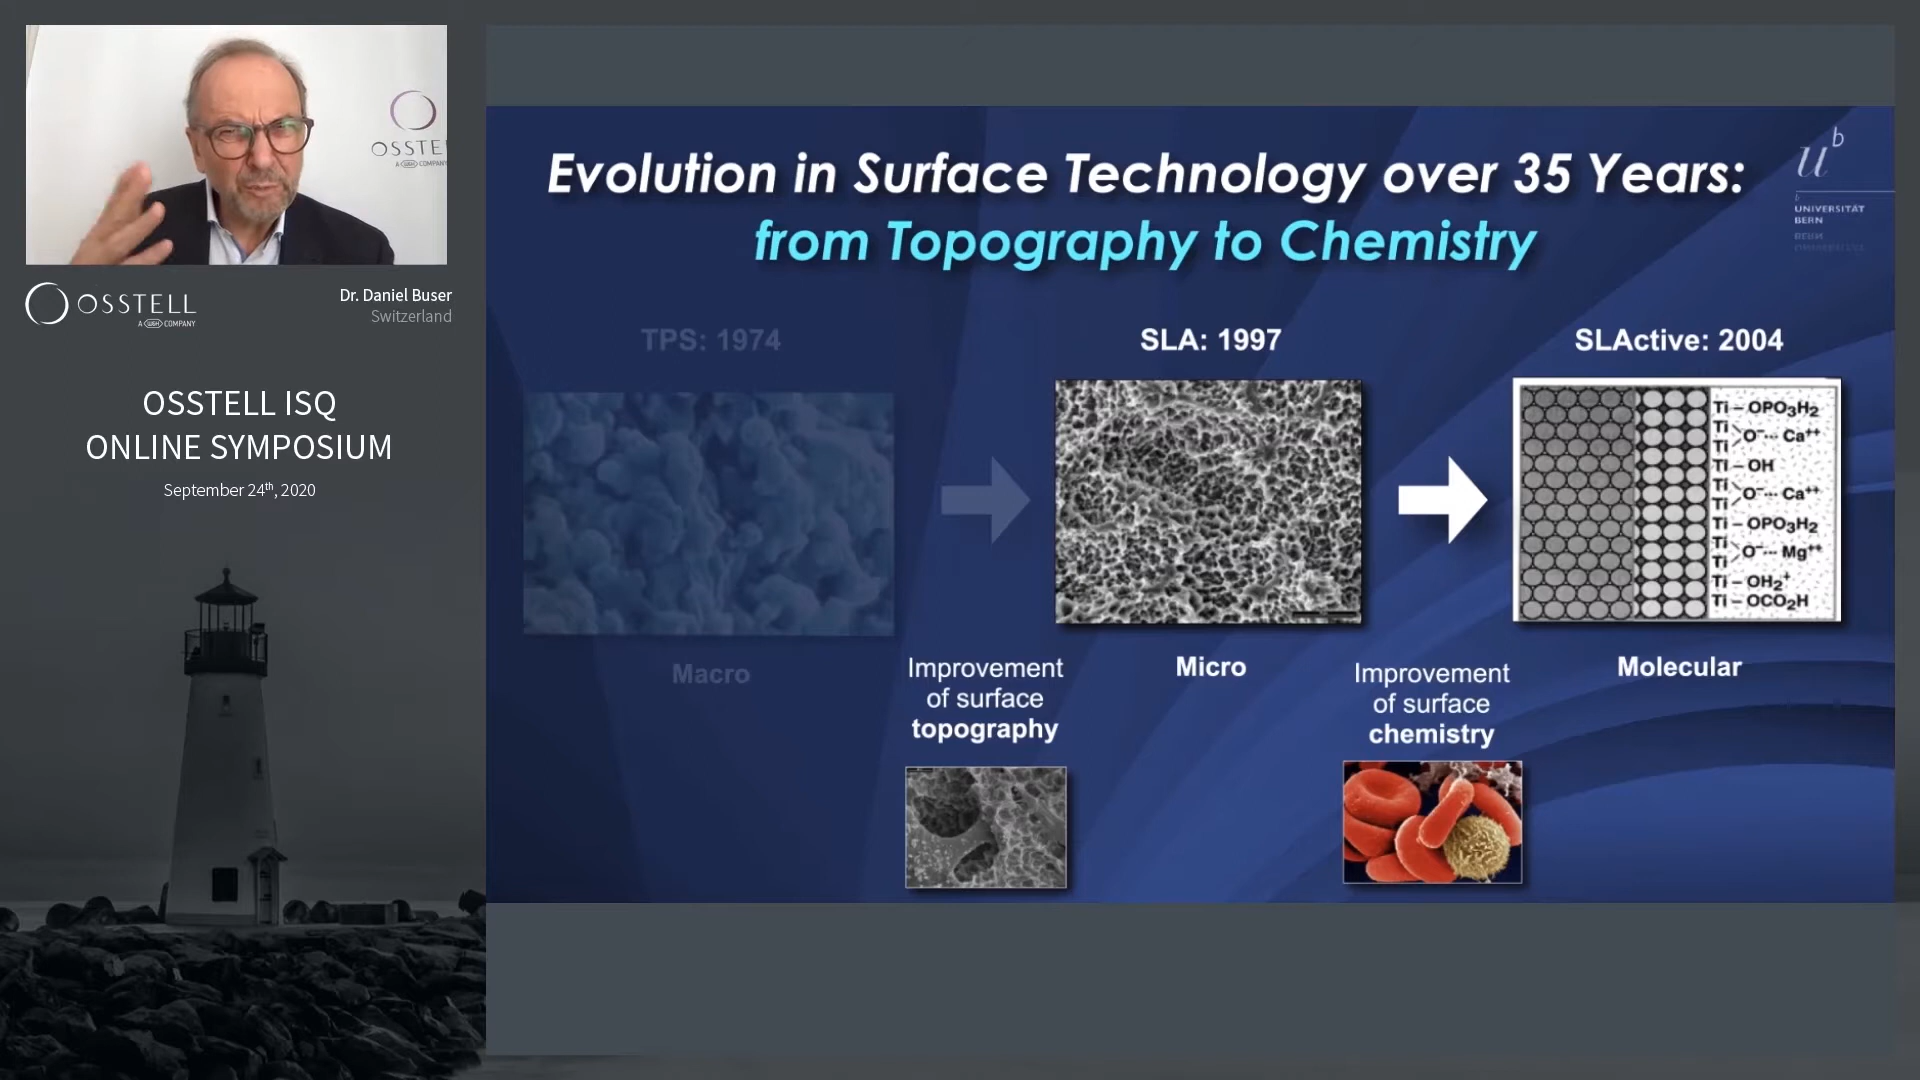 OSSTELL
A W&H COMPANY
Dr. Daniel Buser
Switzerland
OSSTELL ISQ
ONLINE SYMPOSIUM
September 24th, 2020
Evolution in Surface Technology over 35 Years:
from Topography to Chemistry
u b
b
UNIVERSITÄT
BERN
TPS: 1974
SLA: 1997
SLActive: 2004
Ti – OPO3H2
Ti
Ti
O⁻··· Ca⁺⁺
Ti – OH
Ti
Ti
O⁻··· Ca⁺⁺
Ti – OPO3H2
Ti
Ti
O⁻··· Mg⁺⁺
Ti – OH2⁺
Ti – OCO2H
Macro
Improvement
of surface
topography
Micro
Improvement
of surface
chemistry
Molecular